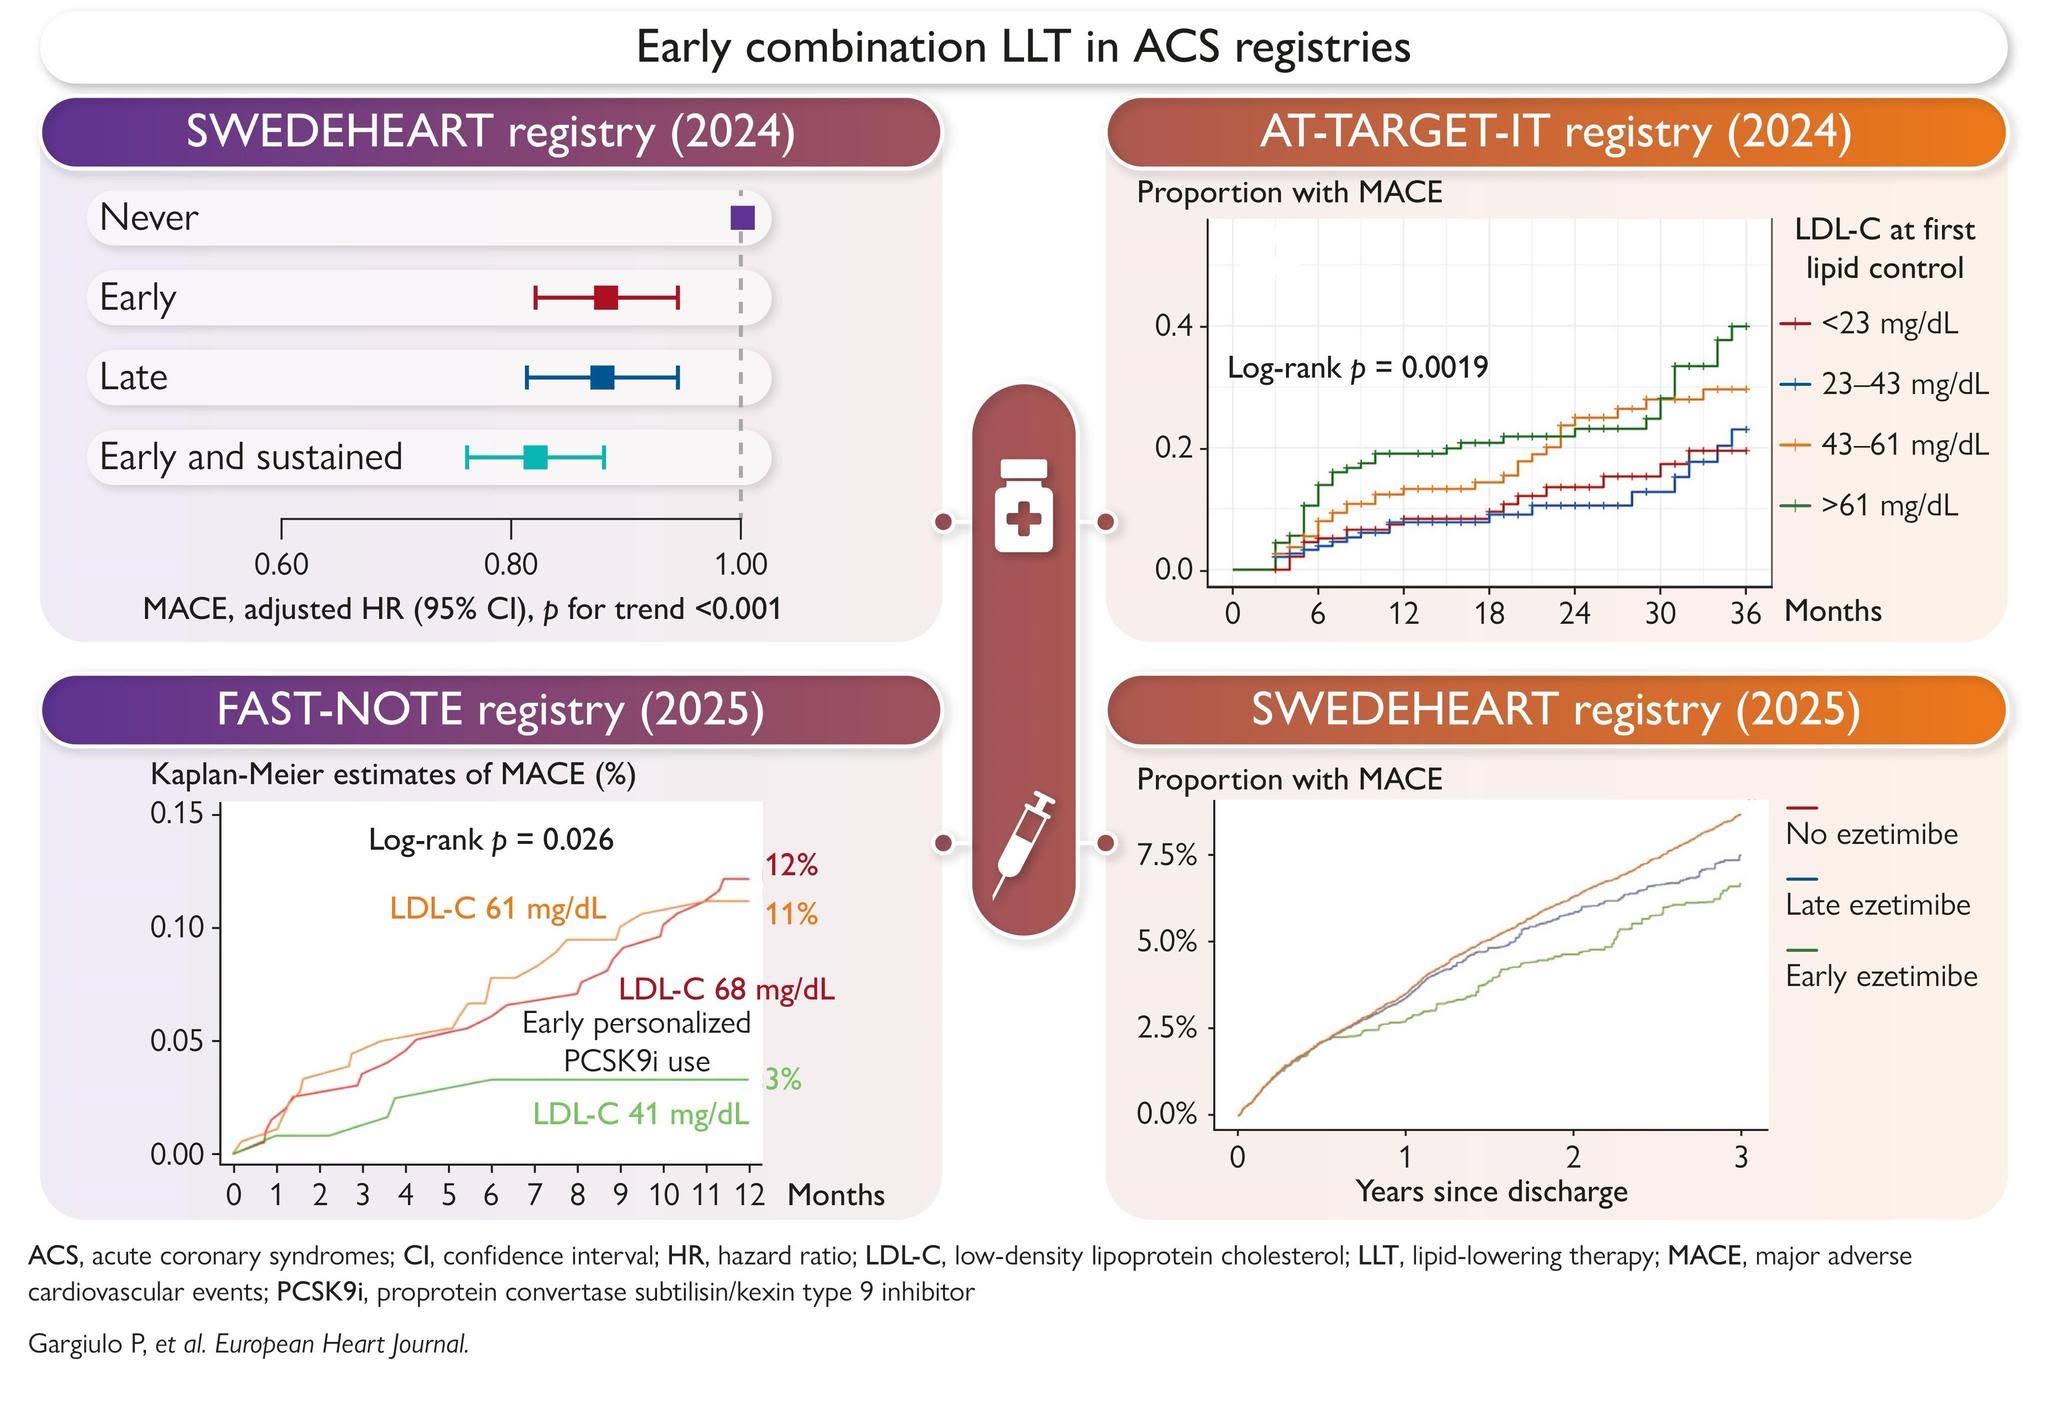 Early combination LLT in ACS registries
SWEDEHEART registry (2024)
Never
Early
Late
Early and sustained
0.60 0.80 1.00
MACE, adjusted HR (95% CI), p for trend <0.001
AT-TARGET-IT registry (2024)
Proportion with MACE
LDL-C at first
lipid control
<23 mg/dL
23–43 mg/dL
43–61 mg/dL
>61 mg/dL
Log-rank p = 0.0019
0.4
0.2
0.0
0 6 12 18 24 30 36 Months
FAST-NOTE registry (2025)
Kaplan-Meier estimates of MACE (%)
0.15
0.10
0.05
0.00
Log-rank p = 0.026
12%
LDL-C 61 mg/dL
11%
LDL-C 68 mg/dL
Early personalized
PCSK9i use
3%
LDL-C 41 mg/dL
0 1 2 3 4 5 6 7 8 9 10 11 12 Months
SWEDEHEART registry (2025)
Proportion with MACE
7.5%
5.0%
2.5%
0.0%
No ezetimibe
Late ezetimibe
Early ezetimibe
0 1 2 3
Years since discharge
ACS, acute coronary syndromes; CI, confidence interval; HR, hazard ratio; LDL-C, low-density lipoprotein cholesterol; LLT, lipid-lowering therapy; MACE, major adverse
cardiovascular events; PCSK9i, proprotein convertase subtilisin/kexin type 9 inhibitor
Gargiulo P, et al. European Heart Journal.